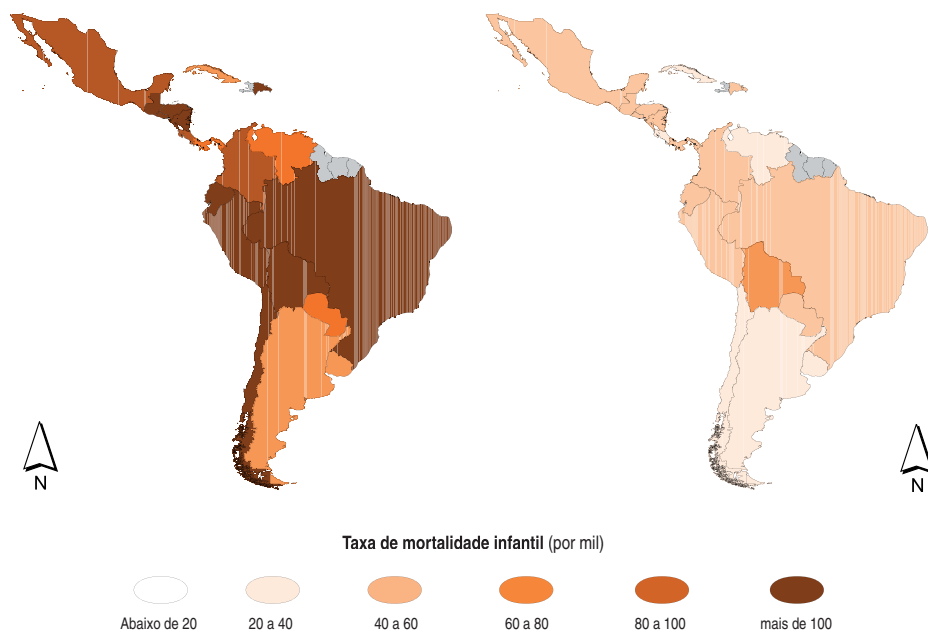 N
N
Taxa de mortalidade infantil (por mil)
Abaixo de 20 20 a 40 40 a 60 60 a 80 80 a 100 mais de 100